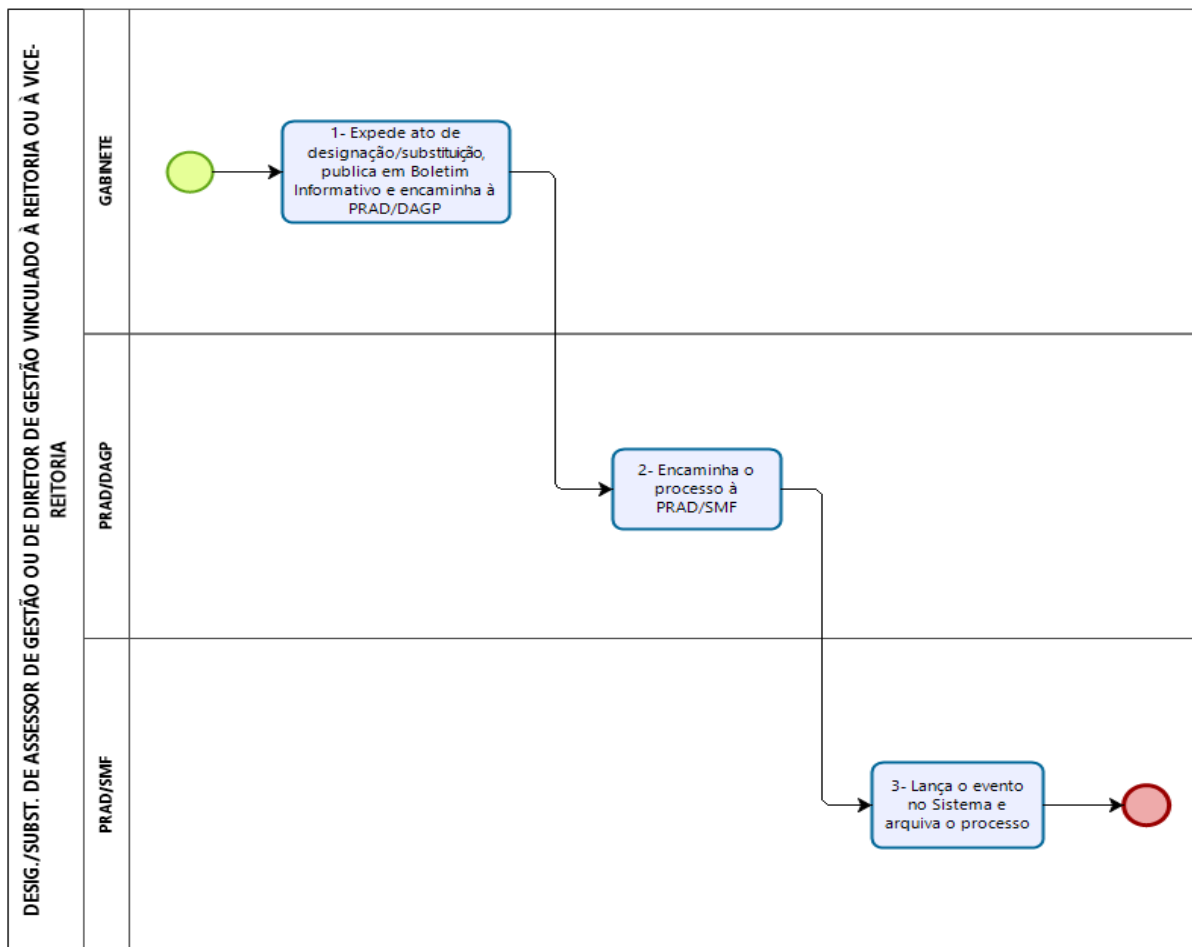 DESIG./SUBST. DE ASSESSOR DE GESTÃO OU DE DIRETOR DE GESTÃO VINCULADO À REITORIA OU À VICE-
REITORIA
GABINETE
1- Expede ato de
designação/substituição,
publica em Boletim
Informativo e encaminha à
PRAD/DAGP
PRAD/DAGP
2- Encaminha o
processo à
PRAD/SMF
PRAD/SMF
3- Lança o evento
no Sistema e
arquiva o processo